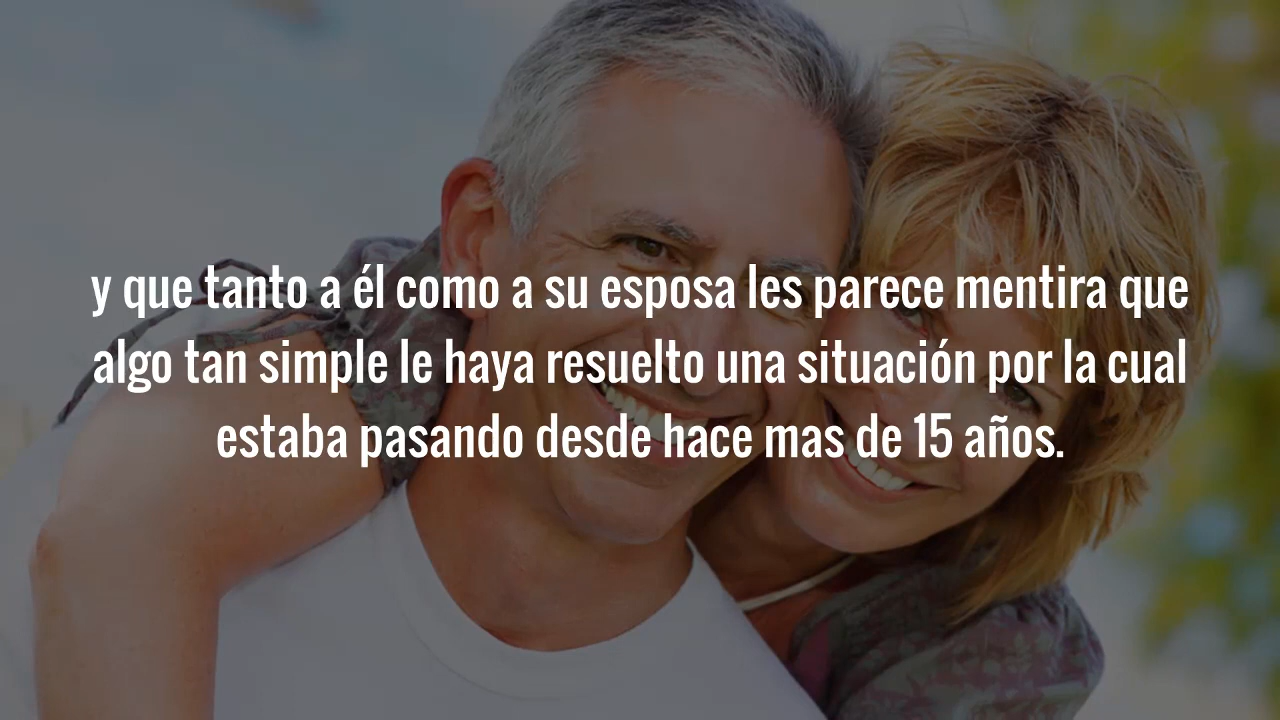 y que tanto a él como a su esposa les parece mentira que
algo tan simple le haya resuelto una situación por la cual
estaba pasando desde hace mas de 15 años.